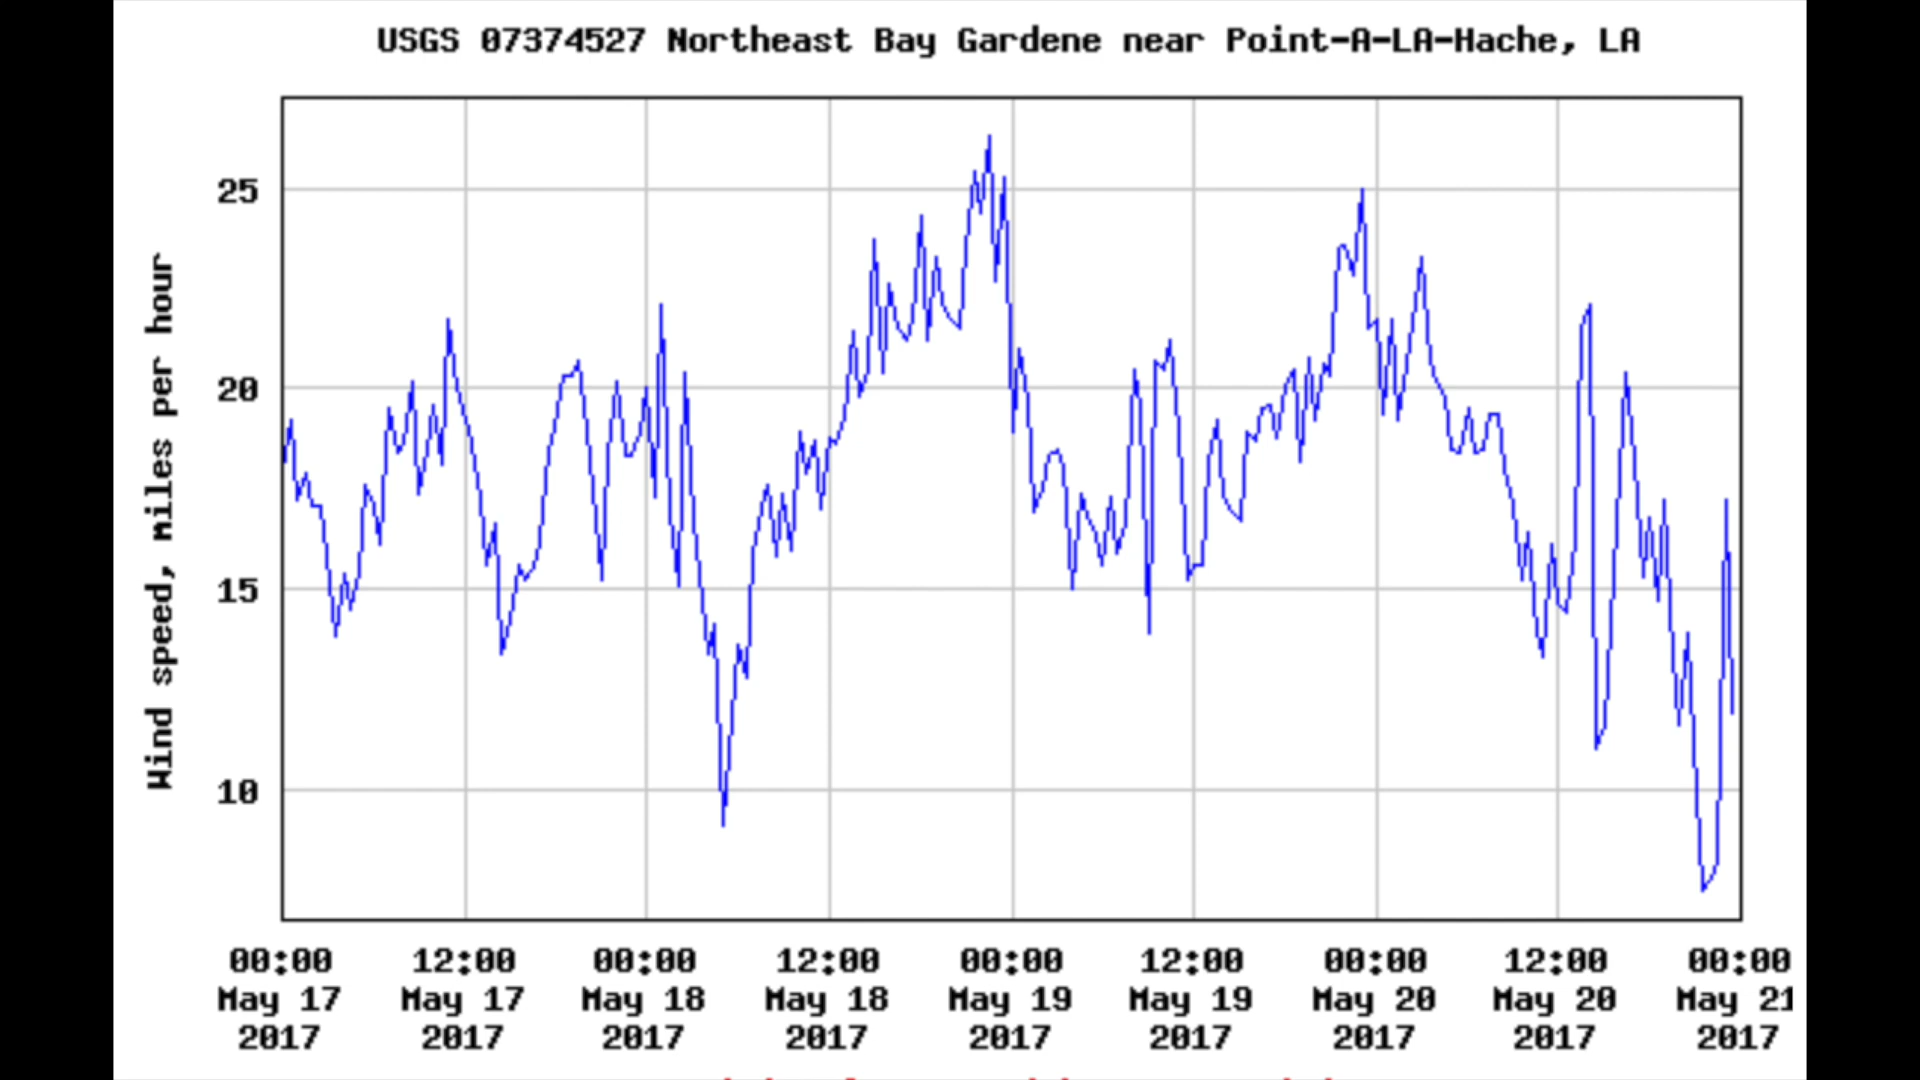 USGS 07374527 Northeast Bay Gardene near Point-A-LA-Hache, LA
Wind speed, miles per hour
25
20
15
10
00:00 12:00 00:00 12:00 00:00 12:00 00:00 12:00 00:00
May 17 May 17 May 18 May 18 May 19 May 19 May 20 May 20 May 21
2017 2017 2017 2017 2017 2017 2017 2017 2017